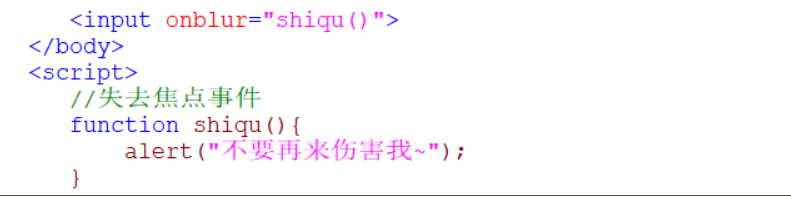 <input onblur="shiqu()">
</body>
<script>
//失去焦点事件
function shiqu(){
alert("不要再来伤害我~");
}